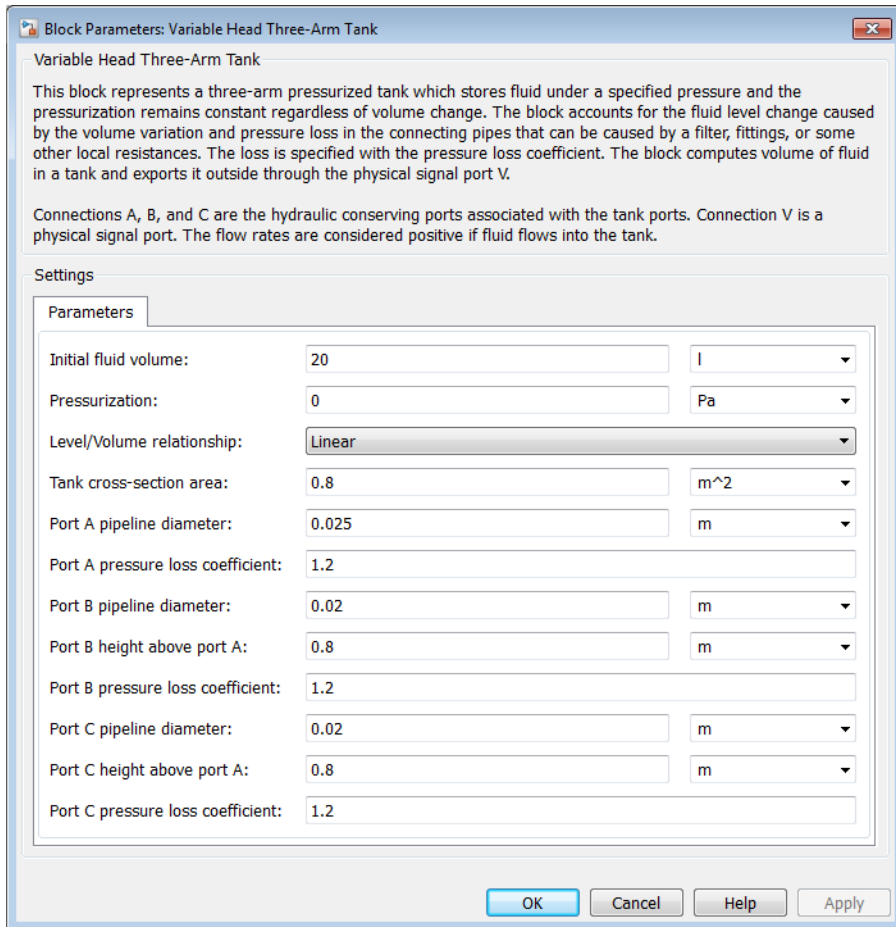 Block Parameters: Variable Head Three-Arm Tank
Variable Head Three-Arm Tank
This block represents a three-arm pressurized tank which stores fluid under a specified pressure and the
pressurization remains constant regardless of volume change. The block accounts for the fluid level change caused
by the volume variation and pressure loss in the connecting pipes that can be caused by a filter, fittings, or some
other local resistances. The loss is specified with the pressure loss coefficient. The block computes volume of fluid
in a tank and exports it outside through the physical signal port V.
Connections A, B, and C are the hydraulic conserving ports associated with the tank ports. Connection V is a
physical signal port. The flow rates are considered positive if fluid flows into the tank.
Settings
Parameters
Initial fluid volume: 20 l
Pressurization: 0 Pa
Level/Volume relationship: Linear
Tank cross-section area: 0.8 m^2
Port A pipeline diameter: 0.025 m
Port A pressure loss coefficient: 1.2
Port B pipeline diameter: 0.02 m
Port B height above port A: 0.8 m
Port B pressure loss coefficient: 1.2
Port C pipeline diameter: 0.02 m
Port C height above port A: 0.8 m
Port C pressure loss coefficient: 1.2
OK Cancel Help Apply